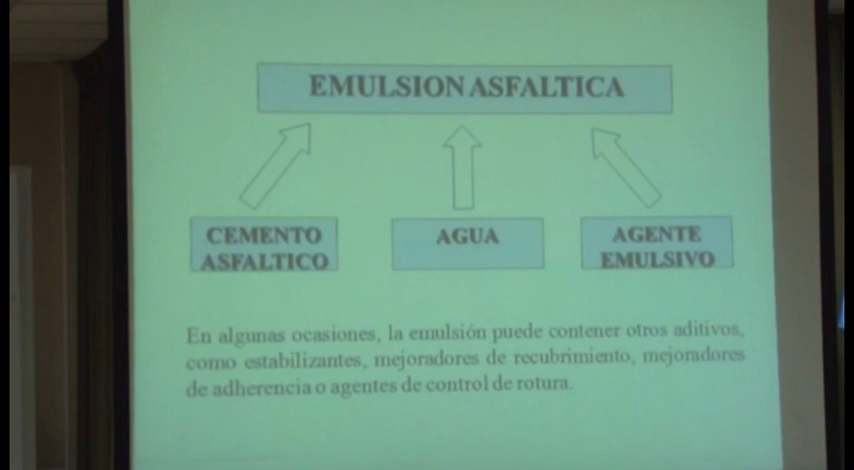 EMULSION ASFALTICA
CEMENTO
ASFALTICO
AGUA
AGENTE
EMULSIVO
En algunas ocasiones, la emulsión puede contener otros aditivos,
como estabilizantes, mejoradores de recubrimiento, mejoradores
de adherencia o agentes de control de rotura.